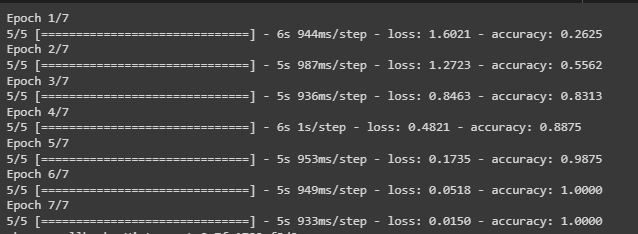 Epoch 1/7
5/5 [==============================] - 6s 944ms/step - loss: 1.6021 - accuracy: 0.2625
Epoch 2/7
5/5 [==============================] - 5s 987ms/step - loss: 1.2723 - accuracy: 0.5562
Epoch 3/7
5/5 [==============================] - 5s 936ms/step - loss: 0.8463 - accuracy: 0.8313
Epoch 4/7
5/5 [==============================] - 6s 1s/step - loss: 0.4821 - accuracy: 0.8875
Epoch 5/7
5/5 [==============================] - 5s 953ms/step - loss: 0.1735 - accuracy: 0.9875
Epoch 6/7
5/5 [==============================] - 5s 949ms/step - loss: 0.0518 - accuracy: 1.0000
Epoch 7/7
5/5 [==============================] - 5s 933ms/step - loss: 0.0150 - accuracy: 1.0000